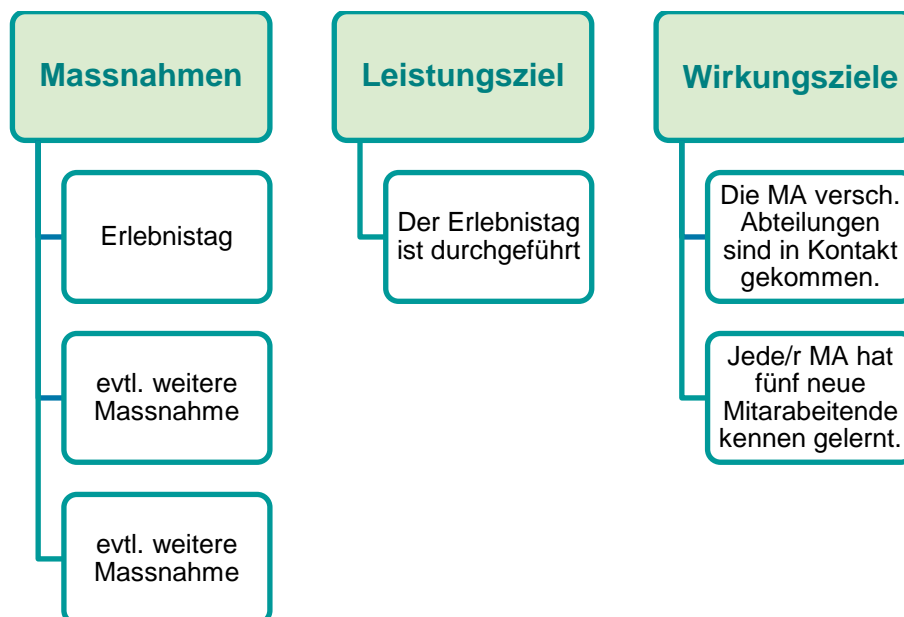 Massnahmen
Erlebnistag
evtl. weitere
Massnahme
evtl. weitere
Massnahme
Leistungsziel
Der Erlebnistag
ist durchgeführt
Wirkungsziele
Die MA versch.
Abteilungen
sind in Kontakt
gekommen.
Jede/r MA hat
fünf neue
Mitarabeitende
kennen gelernt.